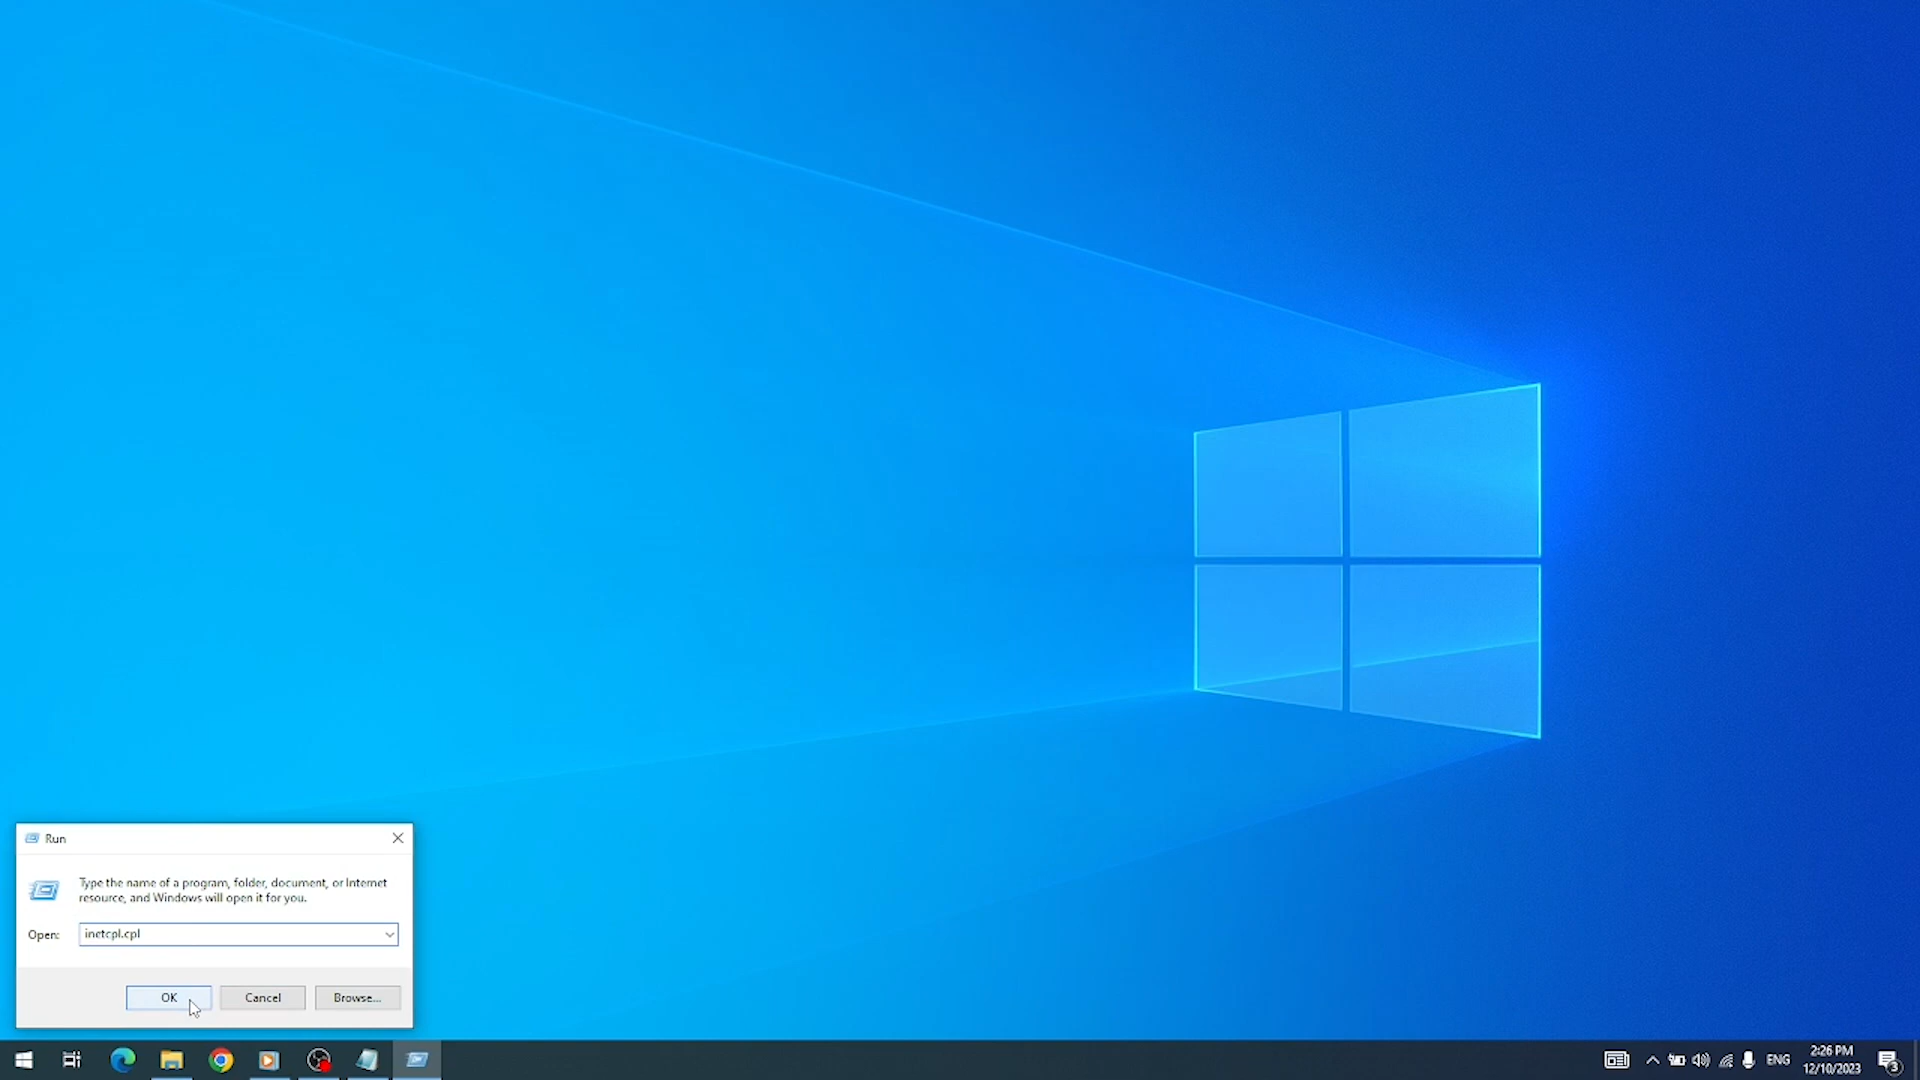 Run
Type the name of a program, folder, document, or Internet
resource, and Windows will open it for you.
Open:
inetcpl.cpl
OK
Cancel
Browse...
ENG
2:26 PM
12/10/2023
3